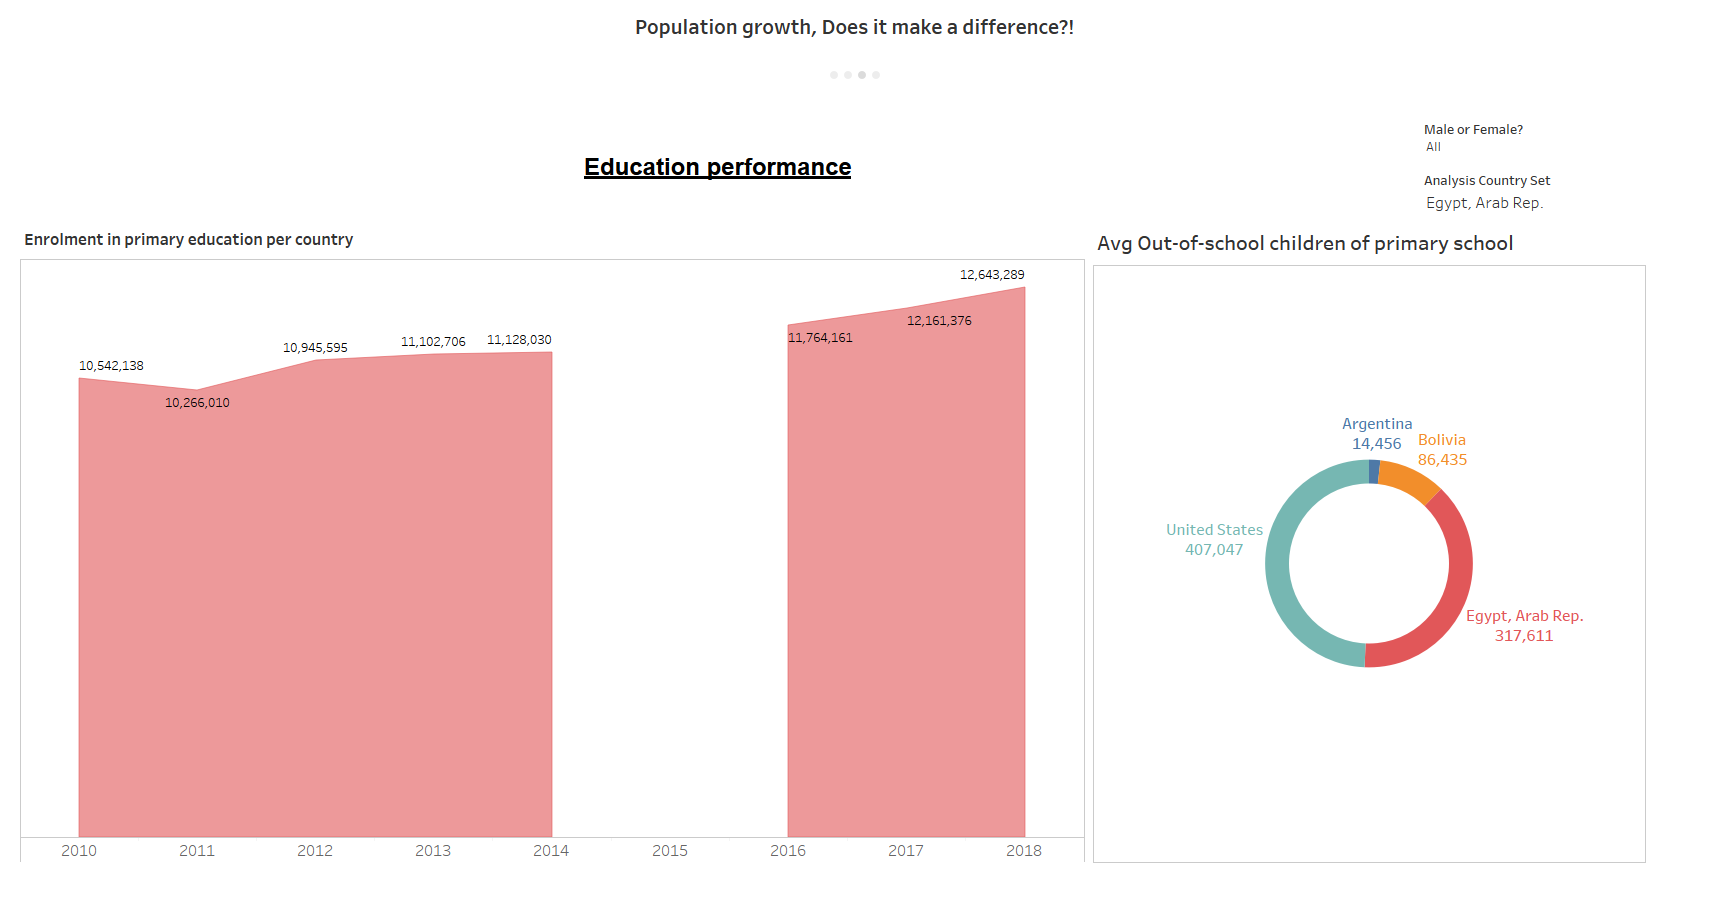 Population growth, Does it make a difference?!
Male or Female?
All
Education performance
Analysis Country Set
Egypt, Arab Rep.
Enrolment in primary education per country
Avg Out-of-school children of primary school
12,643,289
12,161,376
11,764,161
11,128,030
11,102,706
10,945,595
10,542,138
10,266,010
2010 2011 2012 2013 2014 2015 2016 2017 2018
Argentina
14,456
Bolivia
86,435
United States
407,047
Egypt, Arab Rep.
317,611